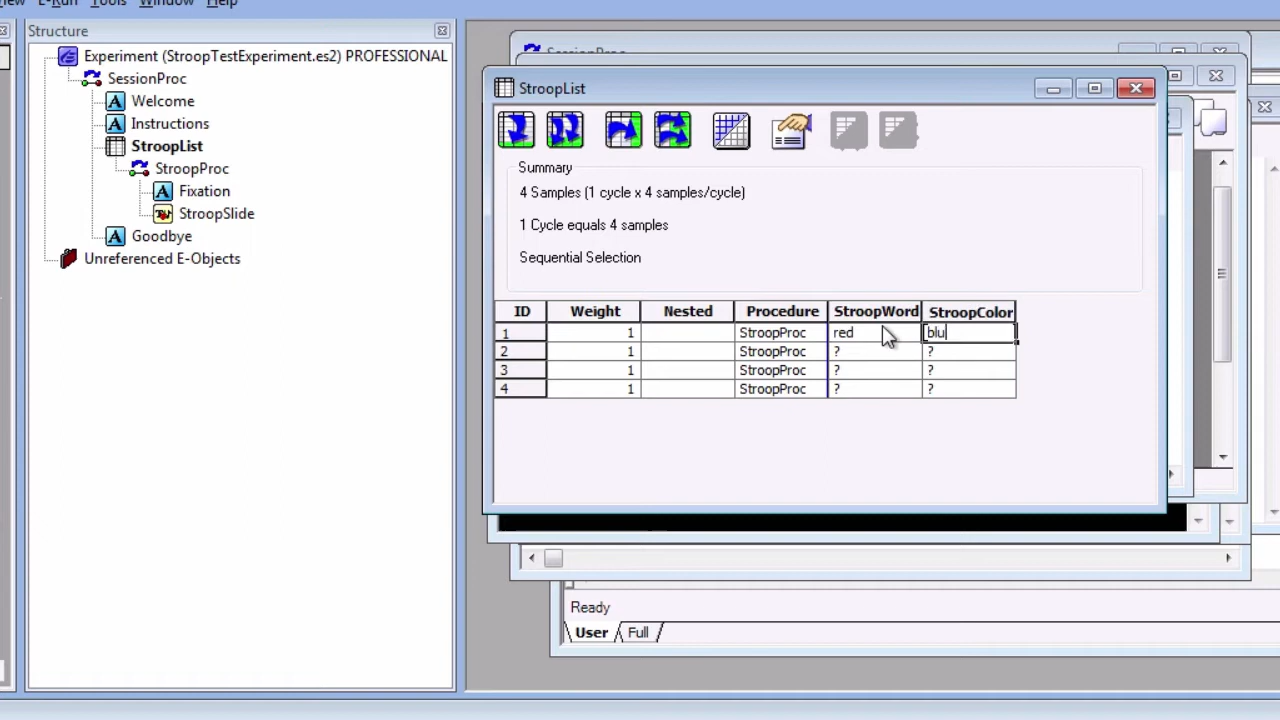 View E-Run Tools Window Help
Structure
Experiment (StroopTestExperiment.es2) PROFESSIONAL
SessionProc
Welcome
Instructions
StroopList
StroopProc
Fixation
StroopSlide
Goodbye
Unreferenced E-Objects
SessionProc
StroopList
Summary
4 Samples (1 cycle x 4 samples/cycle)
1 Cycle equals 4 samples
Sequential Selection
ID Weight Nested Procedure StroopWord StroopColor
1 1 StroopProc red blu
2 1 StroopProc ? ?
3 1 StroopProc ? ?
4 1 StroopProc ? ?
Ready
User Full